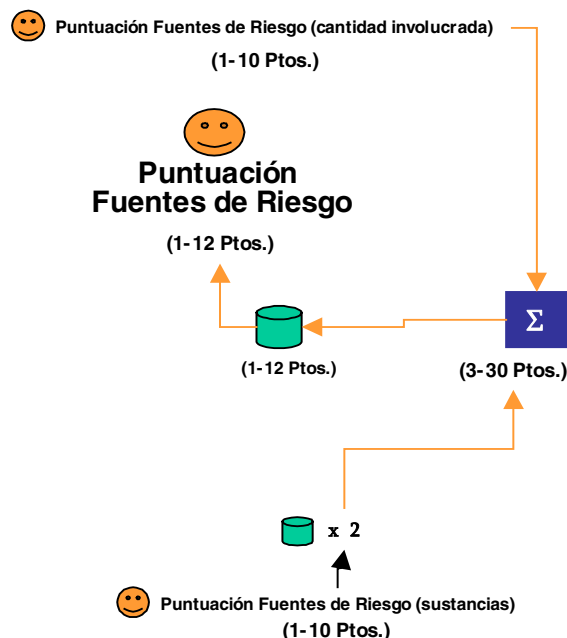 Puntuación Fuentes de Riesgo (cantidad involucrada)
(1-10 Ptos.)
Puntuación
Fuentes de Riesgo
(1-12 Ptos.)
Σ
(1-12 Ptos.)
(3-30 Ptos.)
x 2
Puntuación Fuentes de Riesgo (sustancias)
(1-10 Ptos.)